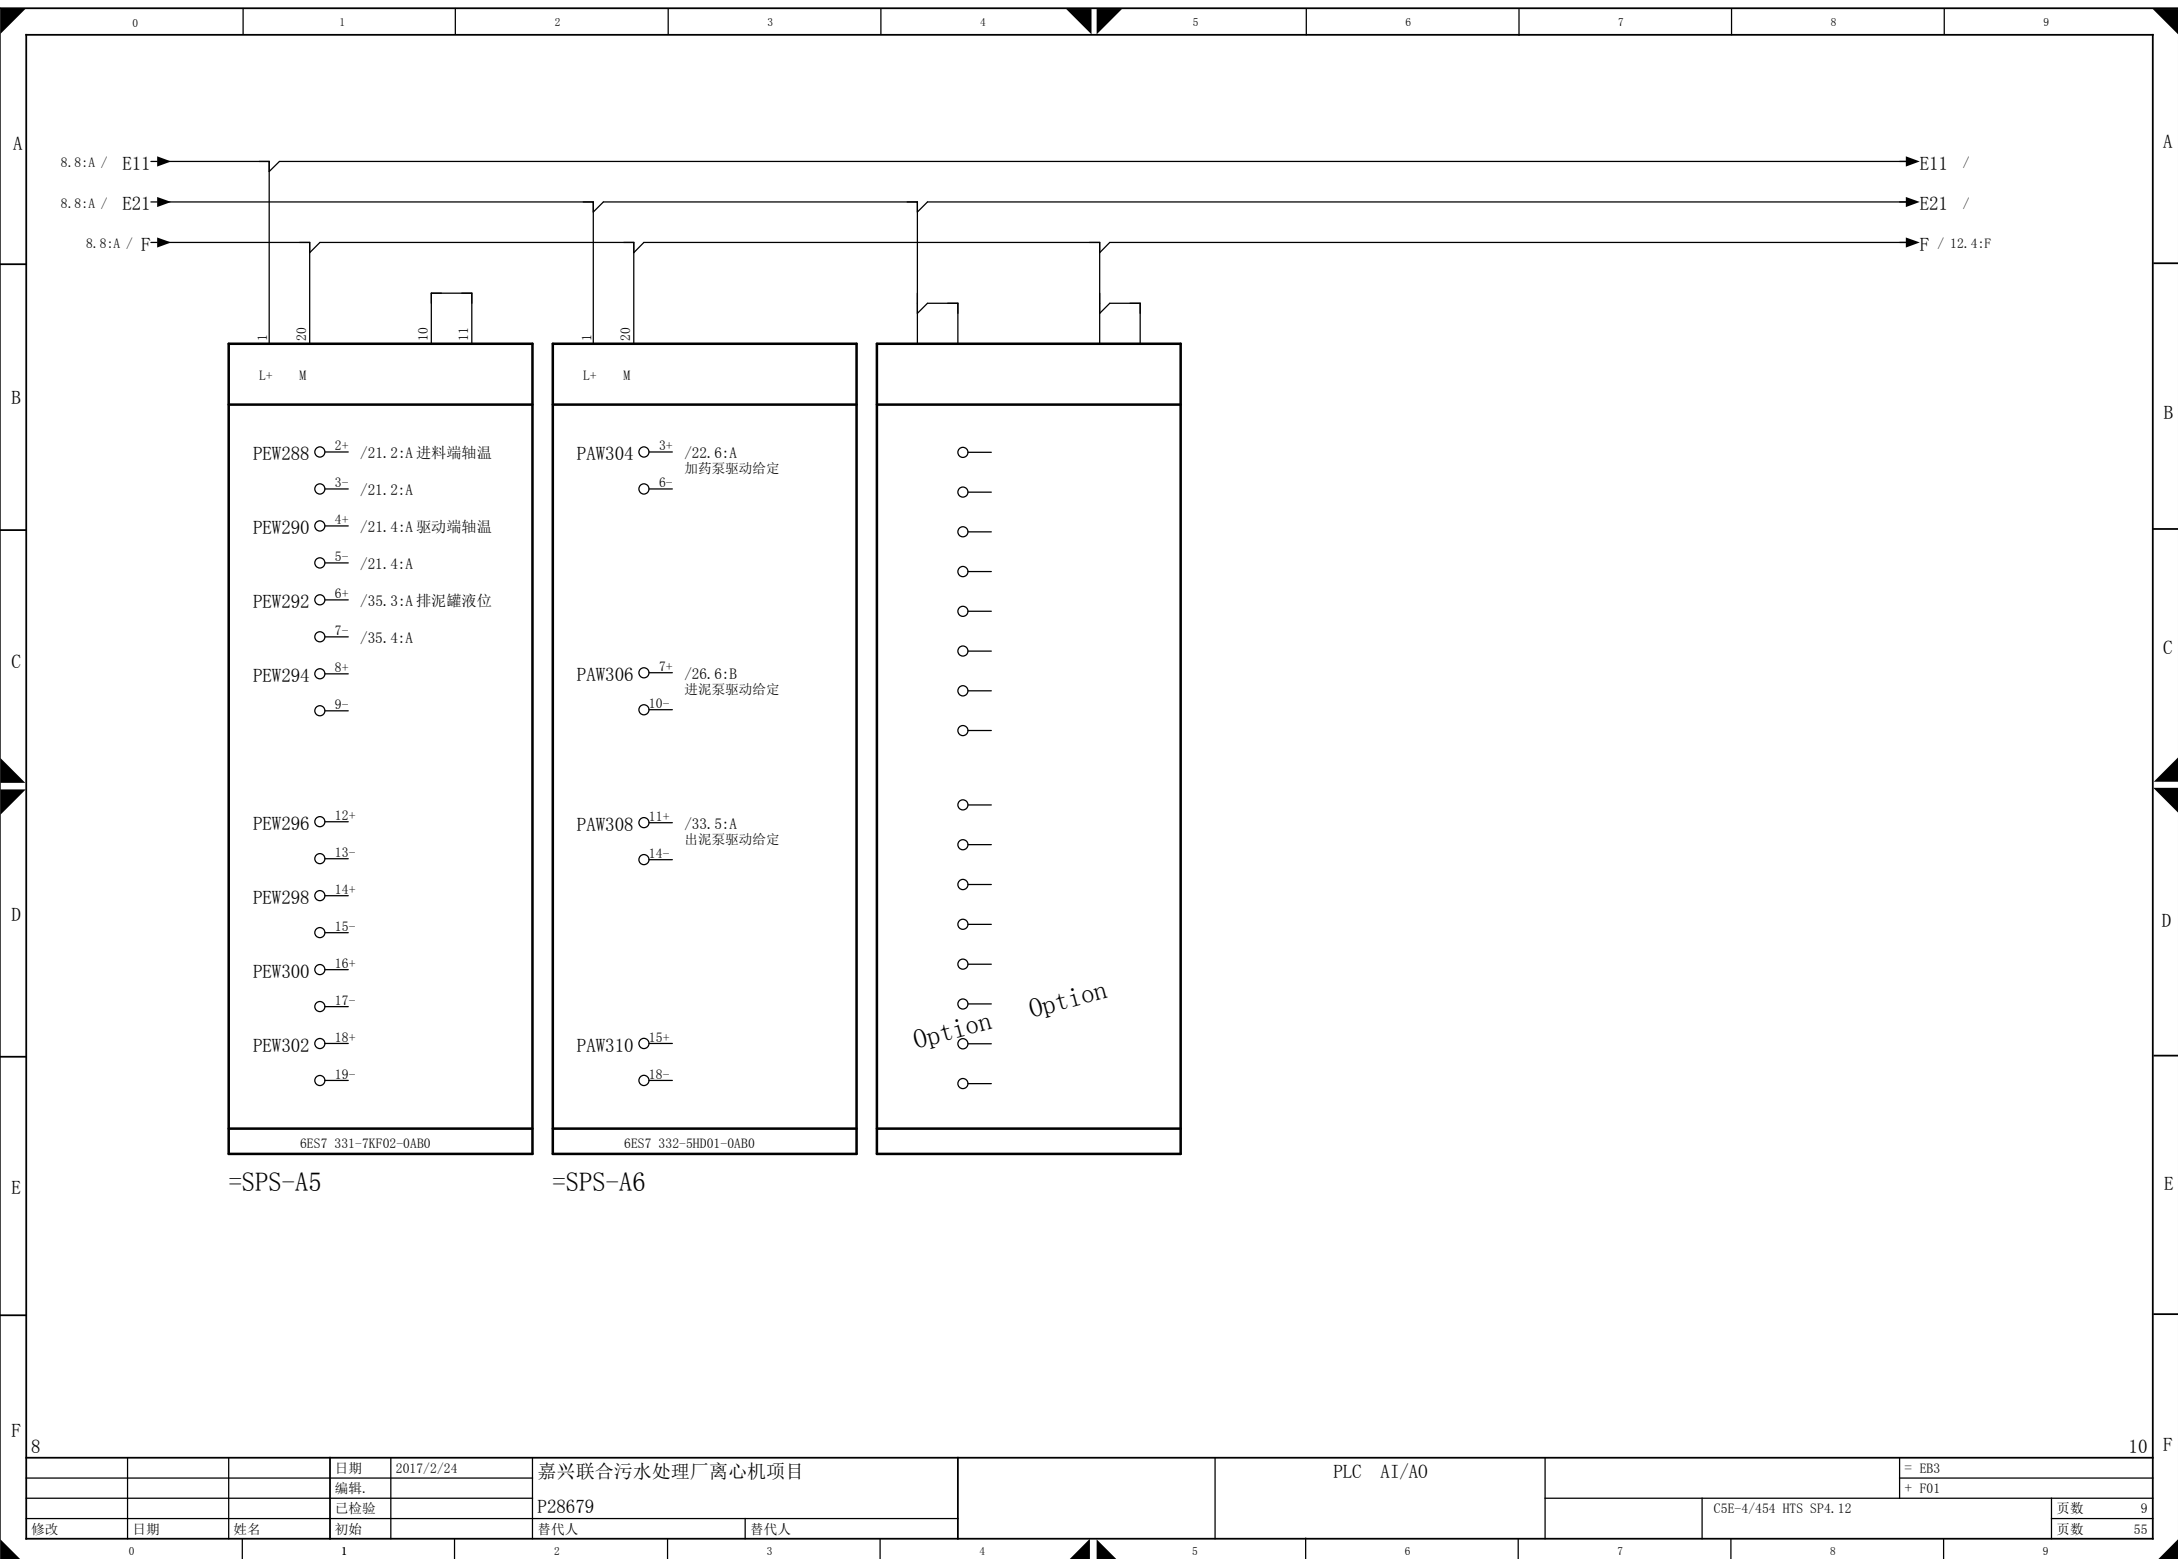 0 1 2 3 4 5 6 7 8 9
A A
8.8:A / E11 E11 /
8.8:A / E21 E21 /
8.8:A / F F / 12.4:F
1 20 10 11 1 20
L+ M L+ M
B B
PEW288 2+ /21.2:A 进料端轴温 PAW304 3+ /22.6:A
加药泵驱动给定
3- /21.2:A 6-
PEW290 4+ /21.4:A 驱动端轴温
5- /21.4:A
PEW292 6+ /35.3:A 排泥罐液位
7- /35.4:A
C C
PEW294 8+ PAW306 7+ /26.6:B
进泥泵驱动给定
9- 10-
PEW296 12+ PAW308 11+ /33.5:A
出泥泵驱动给定
13- 14-
PEW298 14+
D D
15-
PEW300 16+
17- Option Option
PEW302 18+ PAW310 15+
19- 18-
6ES7 331-7KF02-0AB0 6ES7 332-5HD01-0AB0
=SPS-A5 =SPS-A6
E E
F F
8 10
日期 2017/2/24 嘉兴联合污水处理厂离心机项目 PLC AI/AO = EB3
编辑. + F01
已检验 P28679 C5E-4/454 HTS SP4.12 页数 9
修改 日期 姓名 初始 替代人 替代人 页数 55
0 1 2 3 4 5 6 7 8 9